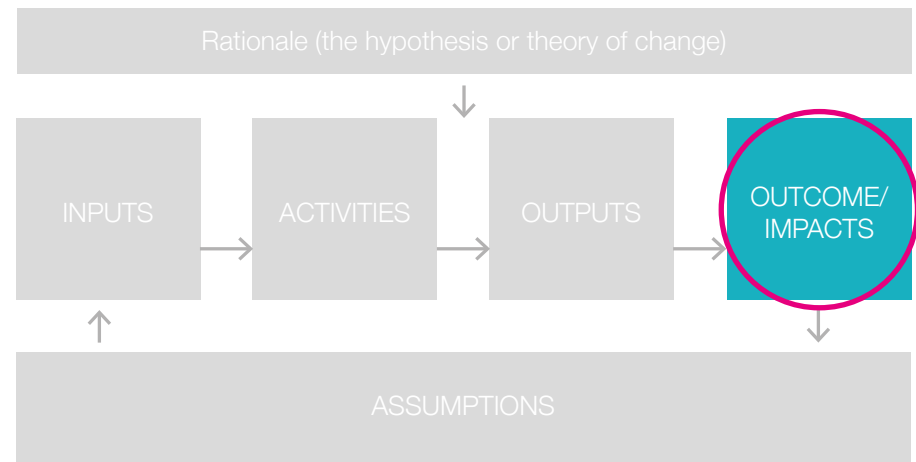 Rationale (the hypothesis or theory of change)
INPUTS
ACTIVITIES
OUTPUTS
OUTCOME/
IMPACTS
ASSUMPTIONS